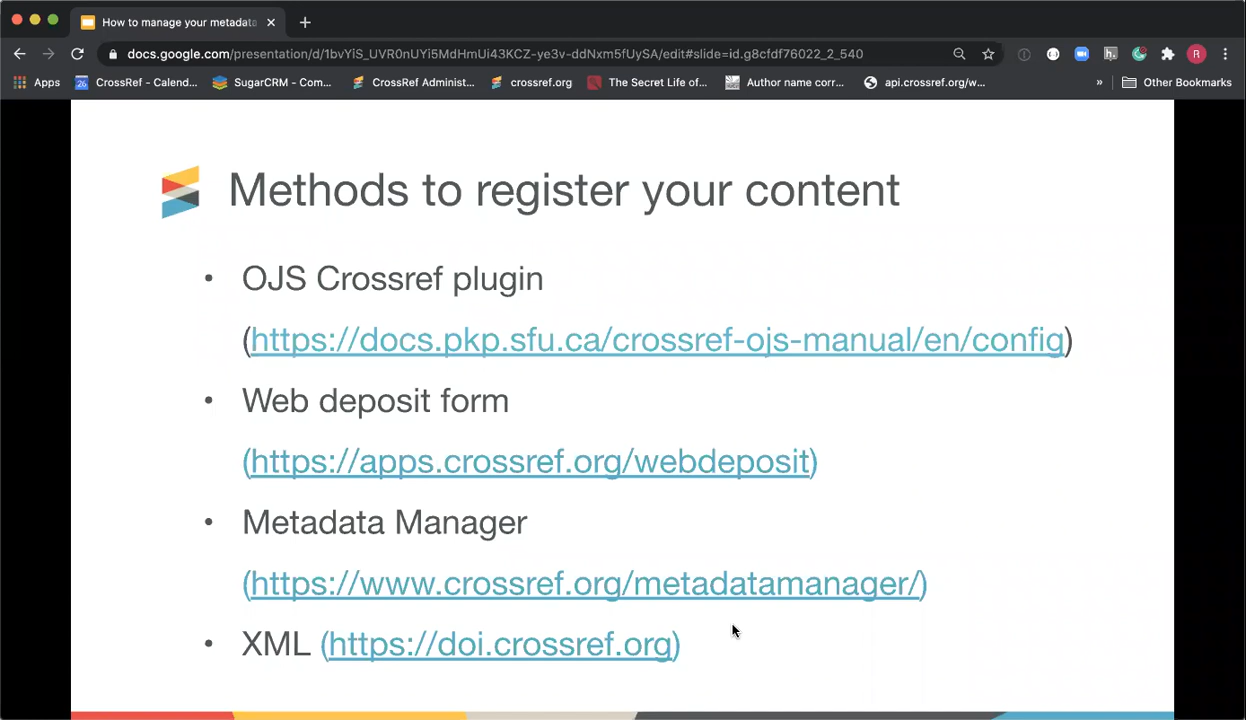 How to manage your metadata
docs.google.com/presentation/d/1bvYiS_UVR0nUYi5MdHmUi43KCZ-ye3v-ddNxm5fUySA/edit#slide=id.g8cfdf76022_2_540
R
Apps
26
CrossRef - Calend...
SugarCRM - Com...
CrossRef Administ...
crossref.org
The Secret Life of...
Author name corr...
api.crossref.org/w...
»
Other Bookmarks
Methods to register your content
• OJS Crossref plugin
(https://docs.pkp.sfu.ca/crossref-ojs-manual/en/config)
• Web deposit form
(https://apps.crossref.org/webdeposit)
• Metadata Manager
(https://www.crossref.org/metadatamanager/)
• XML (https://doi.crossref.org)